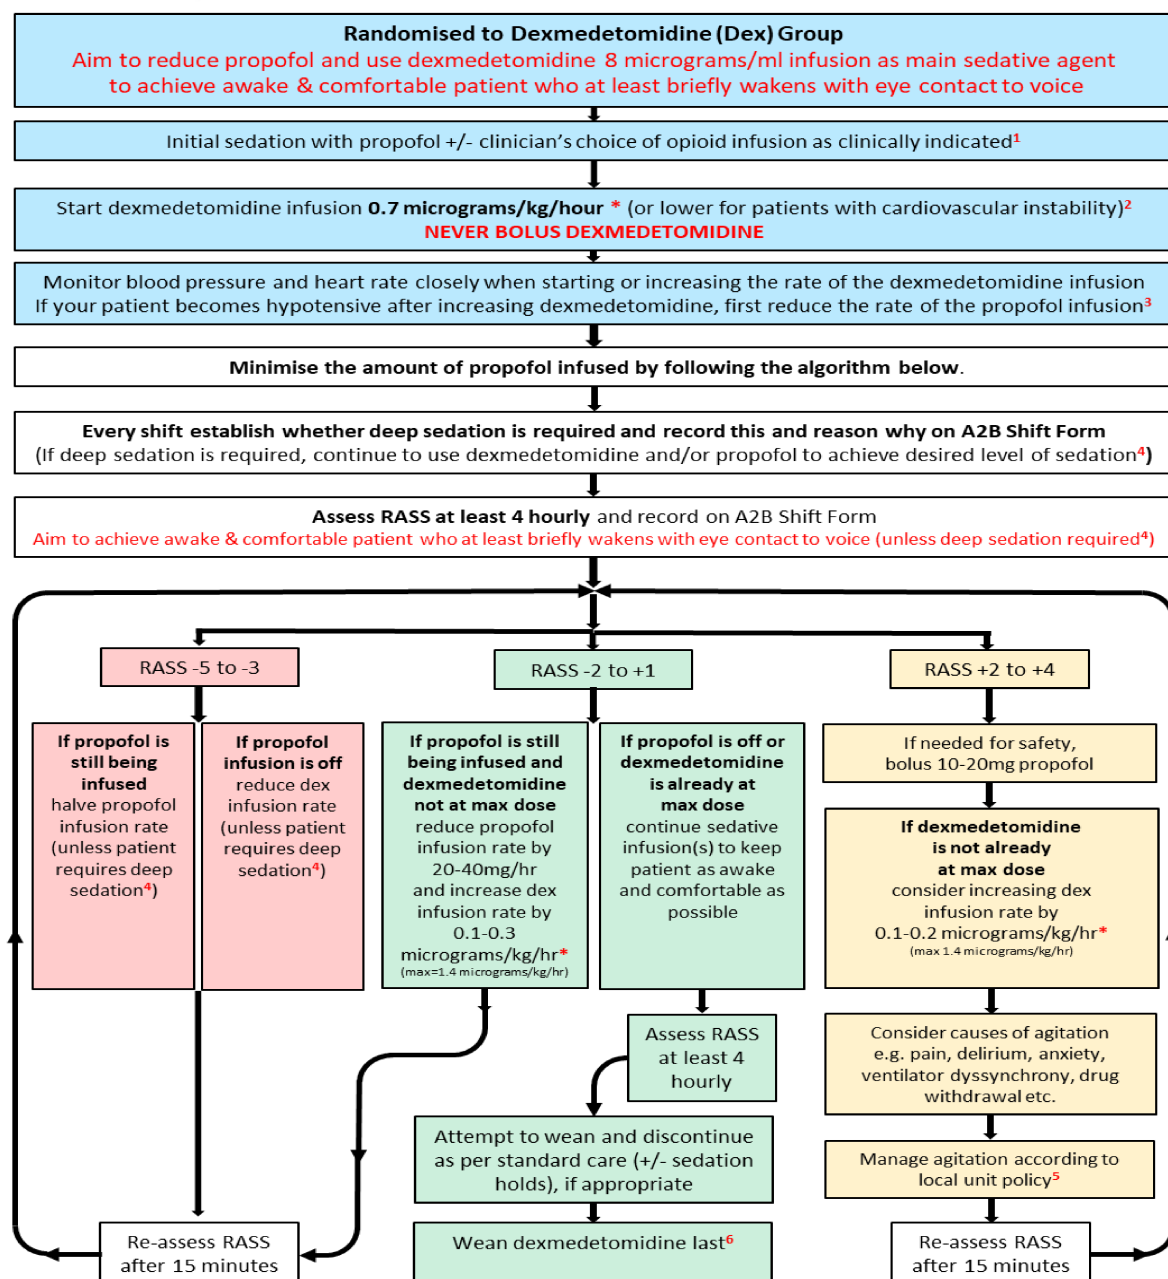 Randomised to Dexmedetomidine (Dex) Group
Aim to reduce propofol and use dexmedetomidine 8 micrograms/ml infusion as main sedative agent
to achieve awake & comfortable patient who at least briefly wakens with eye contact to voice
Initial sedation with propofol +/- clinician's choice of opioid infusion as clinically indicated1
Start dexmedetomidine infusion 0.7 micrograms/kg/hour * (or lower for patients with cardiovascular instability)2
NEVER BOLUS DEXMEDETOMIDINE
Monitor blood pressure and heart rate closely when starting or increasing the rate of the dexmedetomidine infusion
If your patient becomes hypotensive after increasing dexmedetomidine, first reduce the rate of the propofol infusion3
Minimise the amount of propofol infused by following the algorithm below.
Every shift establish whether deep sedation is required and record this and reason why on A2B Shift Form
(If deep sedation is required, continue to use dexmedetomidine and/or propofol to achieve desired level of sedation4)
Assess RASS at least 4 hourly and record on A2B Shift Form
Aim to achieve awake & comfortable patient who at least briefly wakens with eye contact to voice (unless deep sedation required4)
RASS -5 to -3
If propofol is
still being
infused
halve propofol
infusion rate
(unless patient
requires deep
sedation4)
If propofol
infusion is off
reduce dex
infusion rate
(unless patient
requires deep
sedation4)
RASS -2 to +1
If propofol is still
being infused and
dexmedetomidine
not at max dose
reduce propofol
infusion rate by
20-40mg/hr
and increase dex
infusion rate by
0.1-0.3
micrograms/kg/hr*
(max=1.4 micrograms/kg/hr)
If propofol is off or
dexmedetomidine
is already at
max dose
continue sedative
infusion(s) to keep
patient as awake
and comfortable as
possible
Assess RASS
at least 4
hourly
Attempt to wean and discontinue
as per standard care (+/- sedation
holds), if appropriate
Wean dexmedetomidine last6
RASS +2 to +4
If needed for safety,
bolus 10-20mg propofol
If dexmedetomidine
is not already
at max dose
consider increasing dex
infusion rate by
0.1-0.2 micrograms/kg/hr*
(max 1.4 micrograms/kg/hr)
Consider causes of agitation
e.g. pain, delirium, anxiety,
ventilator dyssynchrony, drug
withdrawal etc.
Manage agitation according to
local unit policy5
Re-assess RASS
after 15 minutes
Re-assess RASS
after 15 minutes